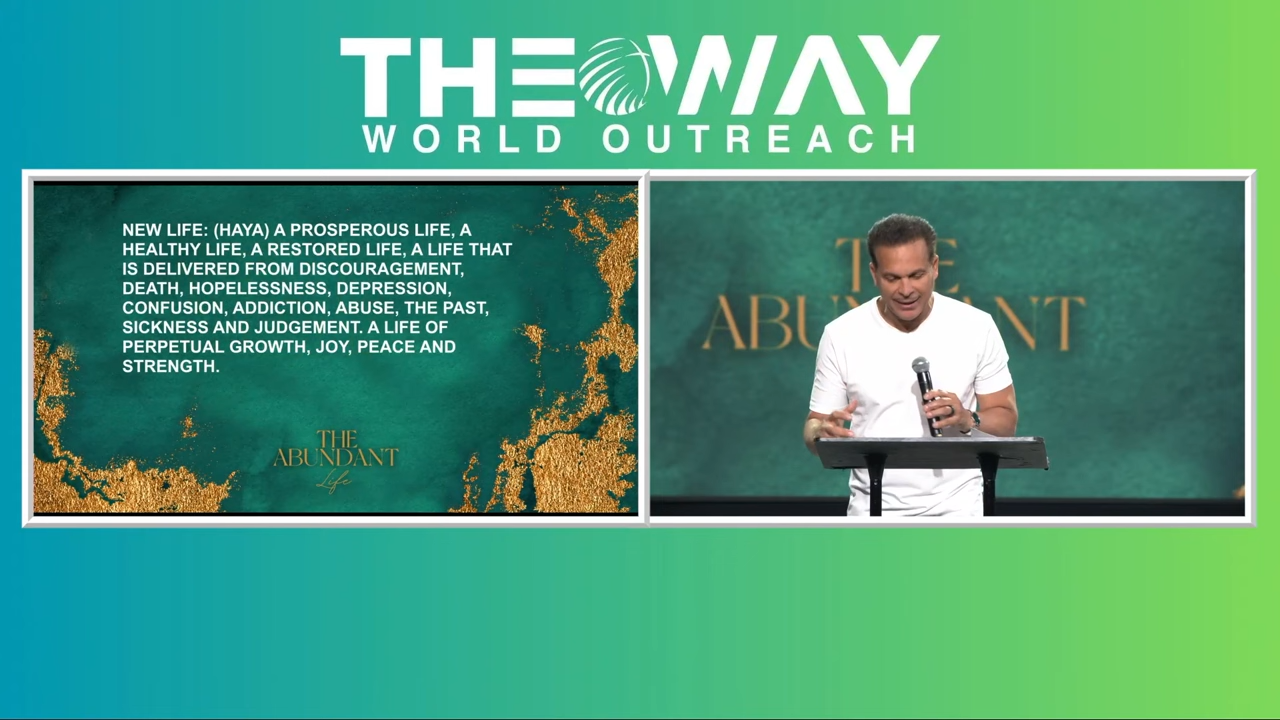 THE WAY
WORLD OUTREACH
NEW LIFE: (HAYA) A PROSPEROUS LIFE, A
HEALTHY LIFE, A RESTORED LIFE, A LIFE THAT
IS DELIVERED FROM DISCOURAGEMENT,
DEATH, HOPELESSNESS, DEPRESSION,
CONFUSION, ADDICTION, ABUSE, THE PAST,
SICKNESS AND JUDGEMENT. A LIFE OF
PERPETUAL GROWTH, JOY, PEACE AND
STRENGTH.
THE
ABUNDANT
Life
THE
ABUNDANT